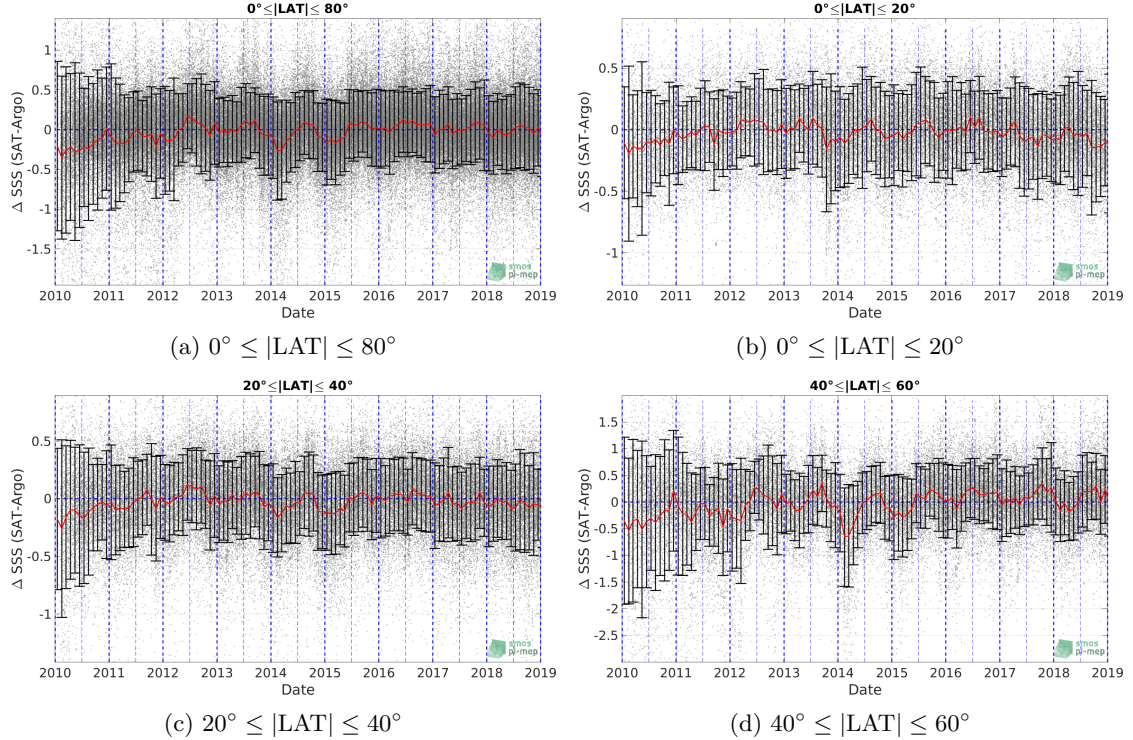 0°≤|LAT|≤ 80°
Δ SSS (SAT-Argo)
1
0.5
0
-0.5
-1
-1.5
smos
pi-mep
2010 2011 2012 2013 2014 2015 2016 2017 2018 2019
Date
(a) 0° ≤ |LAT| ≤ 80°
0°≤|LAT|≤ 20°
Δ SSS (SAT-Argo)
0.5
0
-0.5
-1
smos
pi-mep
2010 2011 2012 2013 2014 2015 2016 2017 2018 2019
Date
(b) 0° ≤ |LAT| ≤ 20°
20°≤|LAT|≤ 40°
Δ SSS (SAT-Argo)
0.5
0
-0.5
-1
smos
pi-mep
2010 2011 2012 2013 2014 2015 2016 2017 2018 2019
Date
(c) 20° ≤ |LAT| ≤ 40°
40°≤|LAT|≤ 60°
Δ SSS (SAT-Argo)
1.5
1
0.5
0
-0.5
-1
-1.5
-2
-2.5
smos
pi-mep
2010 2011 2012 2013 2014 2015 2016 2017 2018 2019
Date
(d) 40° ≤ |LAT| ≤ 60°